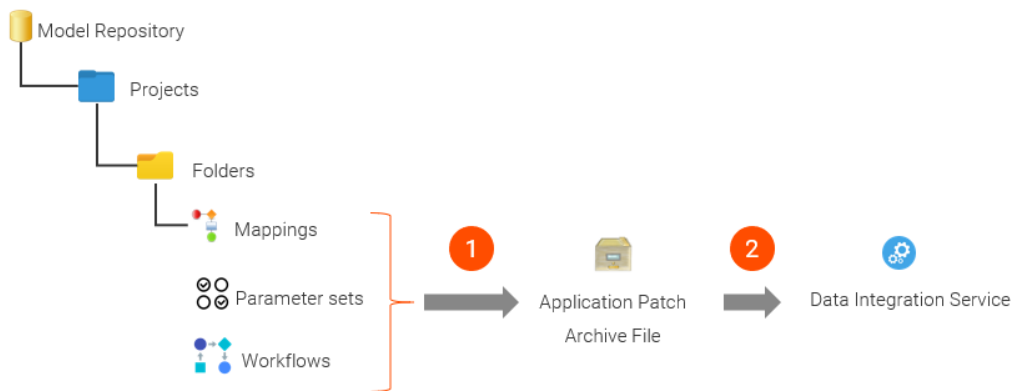 Model Repository
Projects
Folders
Mappings
Parameter sets
Workflows
1
Application Patch
Archive File
2
Data Integration Service